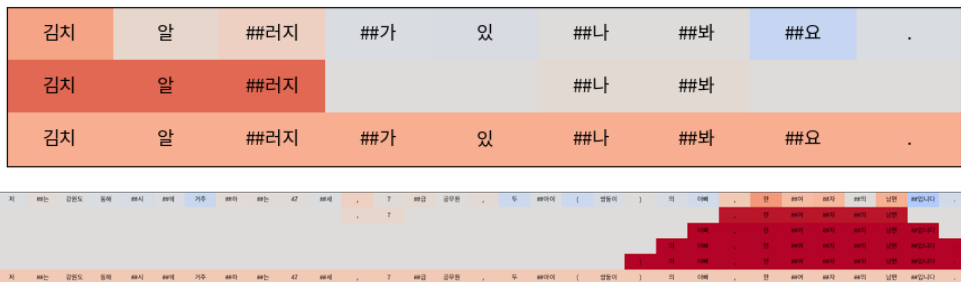 김치 알 ##러지 ##가 있 ##나 ##봐 ##요 .
김치 알 ##러지 ##나 ##봐
김치 알 ##러지 ##가 있 ##나 ##봐 ##요 .
저 ##는 강원도 동해 ##시 ##에 거주 ##하 ##는 47 ##세 , 7 ##급 공무원 , 두 ##아이 ( 쌍둥이 ) 의 아빠 , 한 ##여 ##자 ##의 남편 ##입니다 .
, 7 , 한 ##여 ##자 ##의 남편
아빠 , 한 ##여 ##자 ##의 남편 ##입니다
의 아빠 , 한 ##여 ##자 ##의 남편 ##입니다 .
) 의 아빠 , 한 ##여 ##자 ##의 남편 ##입니다 .
저 ##는 강원도 동해 ##시 ##에 거주 ##하 ##는 47 ##세 , 7 ##급 공무원 , 두 ##아이 ( 쌍둥이 ) 의 아빠 , 한 ##여 ##자 ##의 남편 ##입니다 .